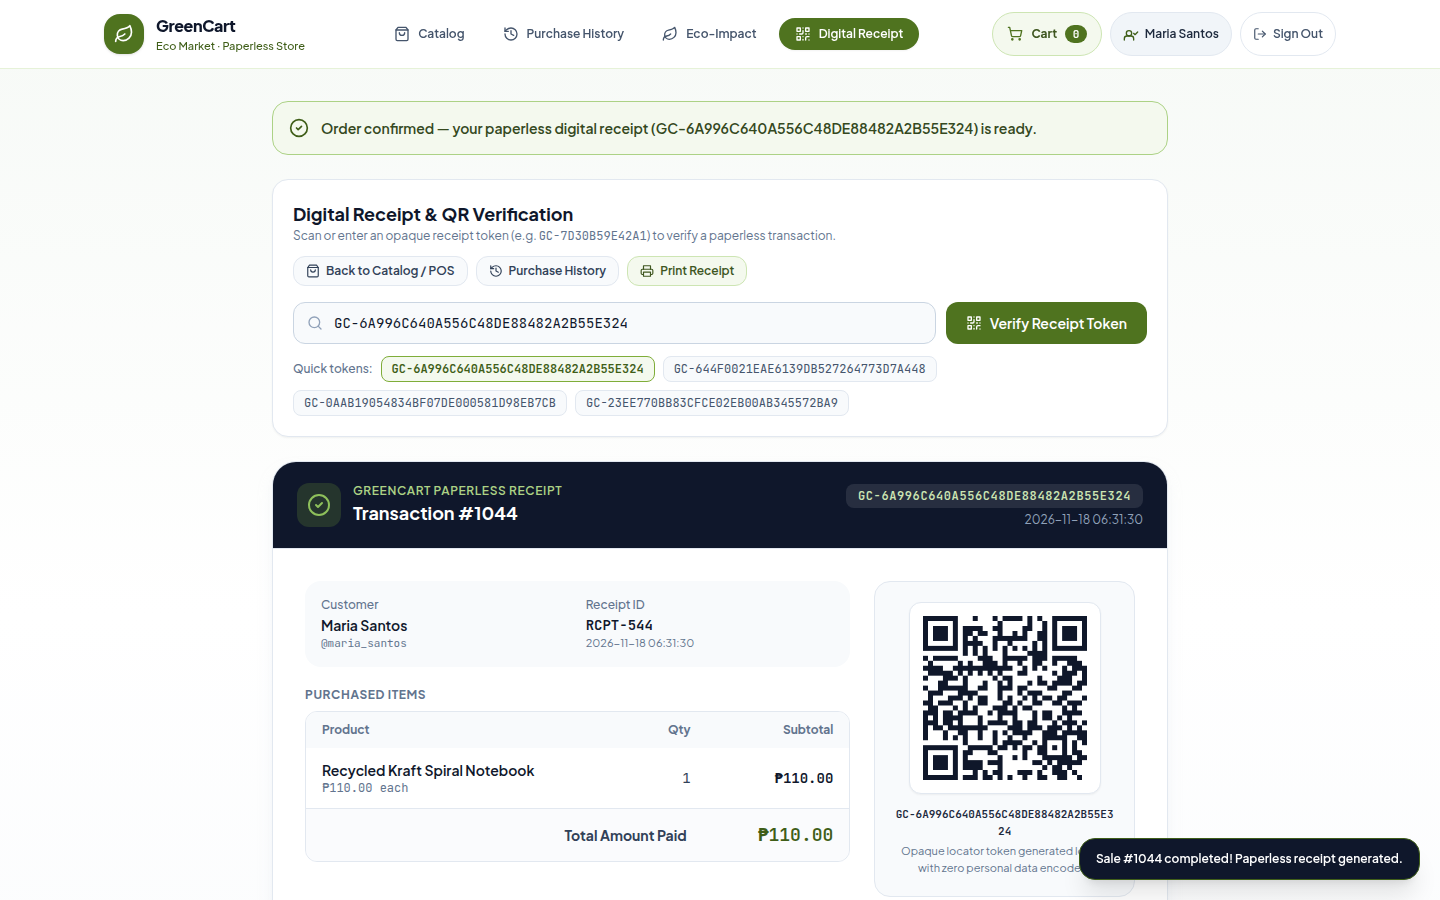 GreenCart
Eco Market · Paperless Store
Catalog
Purchase History
Eco-Impact
Digital Receipt
Cart 0
Maria Santos
Sign Out
Order confirmed — your paperless digital receipt (GC-6A996C640A556C48DE88482A2B55E324) is ready.
Digital Receipt & QR Verification
Scan or enter an opaque receipt token (e.g. GC-7D30B59E42A1) to verify a paperless transaction.
Back to Catalog / POS
Purchase History
Print Receipt
GC-6A996C640A556C48DE88482A2B55E324
Verify Receipt Token
Quick tokens:
GC-6A996C640A556C48DE88482A2B55E324
GC-644F0021EAE6139DB527264773D7A448
GC-0AAB19054834BF07DE000581D98EB7CB
GC-23EE770BB83CFCE02EB00AB345572BA9
GREENCART PAPERLESS RECEIPT
Transaction #1044
GC-6A996C640A556C48DE88482A2B55E324
2026-11-18 06:31:30
Customer
Maria Santos
@maria_santos
Receipt ID
RCPT-544
2026-11-18 06:31:30
PURCHASED ITEMS
Product Qty Subtotal
Recycled Kraft Spiral Notebook 1 ₱110.00
₱110.00 each
Total Amount Paid ₱110.00
GC-6A996C640A556C48DE88482A2B55E3
24
Opaque locator token generated
with zero personal data
Sale #1044 completed! Paperless receipt generated.